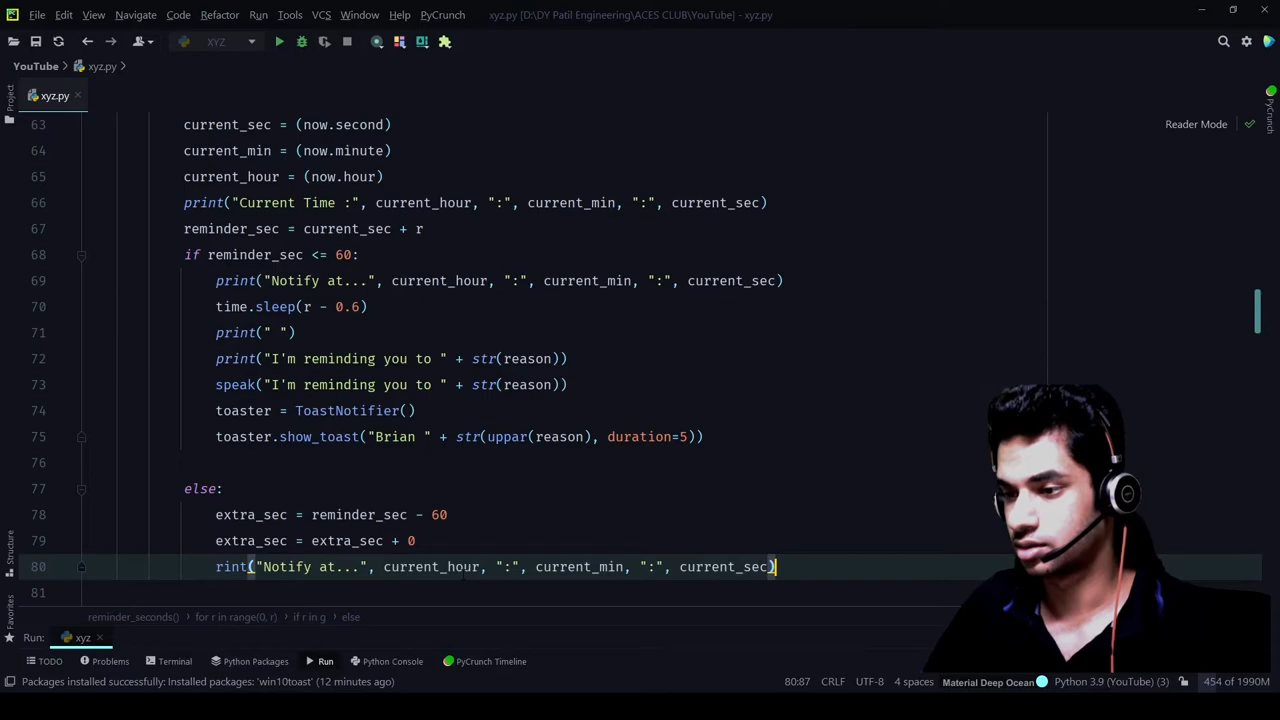 File Edit View Navigate Code Refactor Run Tools VCS Window Help PyCrunch xyz.py [D:\DY Patil Engineering\ACES CLUB\YouTube] - xyz.py
XYZ
YouTube xyz.py
xyz.py
Project
PyCrunch
Reader Mode
63 current_sec = (now.second)
64 current_min = (now.minute)
65 current_hour = (now.hour)
66 print("Current Time :", current_hour, ":", current_min, ":", current_sec)
67 reminder_sec = current_sec + r
68 if reminder_sec <= 60:
69 print("Notify at...", current_hour, ":", current_min, ":", current_sec)
70 time.sleep(r - 0.6)
71 print(" ")
72 print("I'm reminding you to " + str(reason))
73 speak("I'm reminding you to " + str(reason))
74 toaster = ToastNotifier()
75 toaster.show_toast("Brian " + str(uppar(reason), duration=5))
76
77 else:
78 extra_sec = reminder_sec - 60
79 extra_sec = extra_sec + 0
80 rint("Notify at...", current_hour, ":", current_min, ":", current_sec)
81
Structure
Favorites
reminder_seconds() for r in range(0, r) if r in g else
Run: xyz
TODO Problems Terminal Python Packages Run Python Console PyCrunch Timeline
Packages installed successfully: Installed packages: 'win10toast' (12 minutes ago) 80:87 CRLF UTF-8 4 spaces Material Deep Ocean Python 3.9 (YouTube) (3) 454 of 1990M